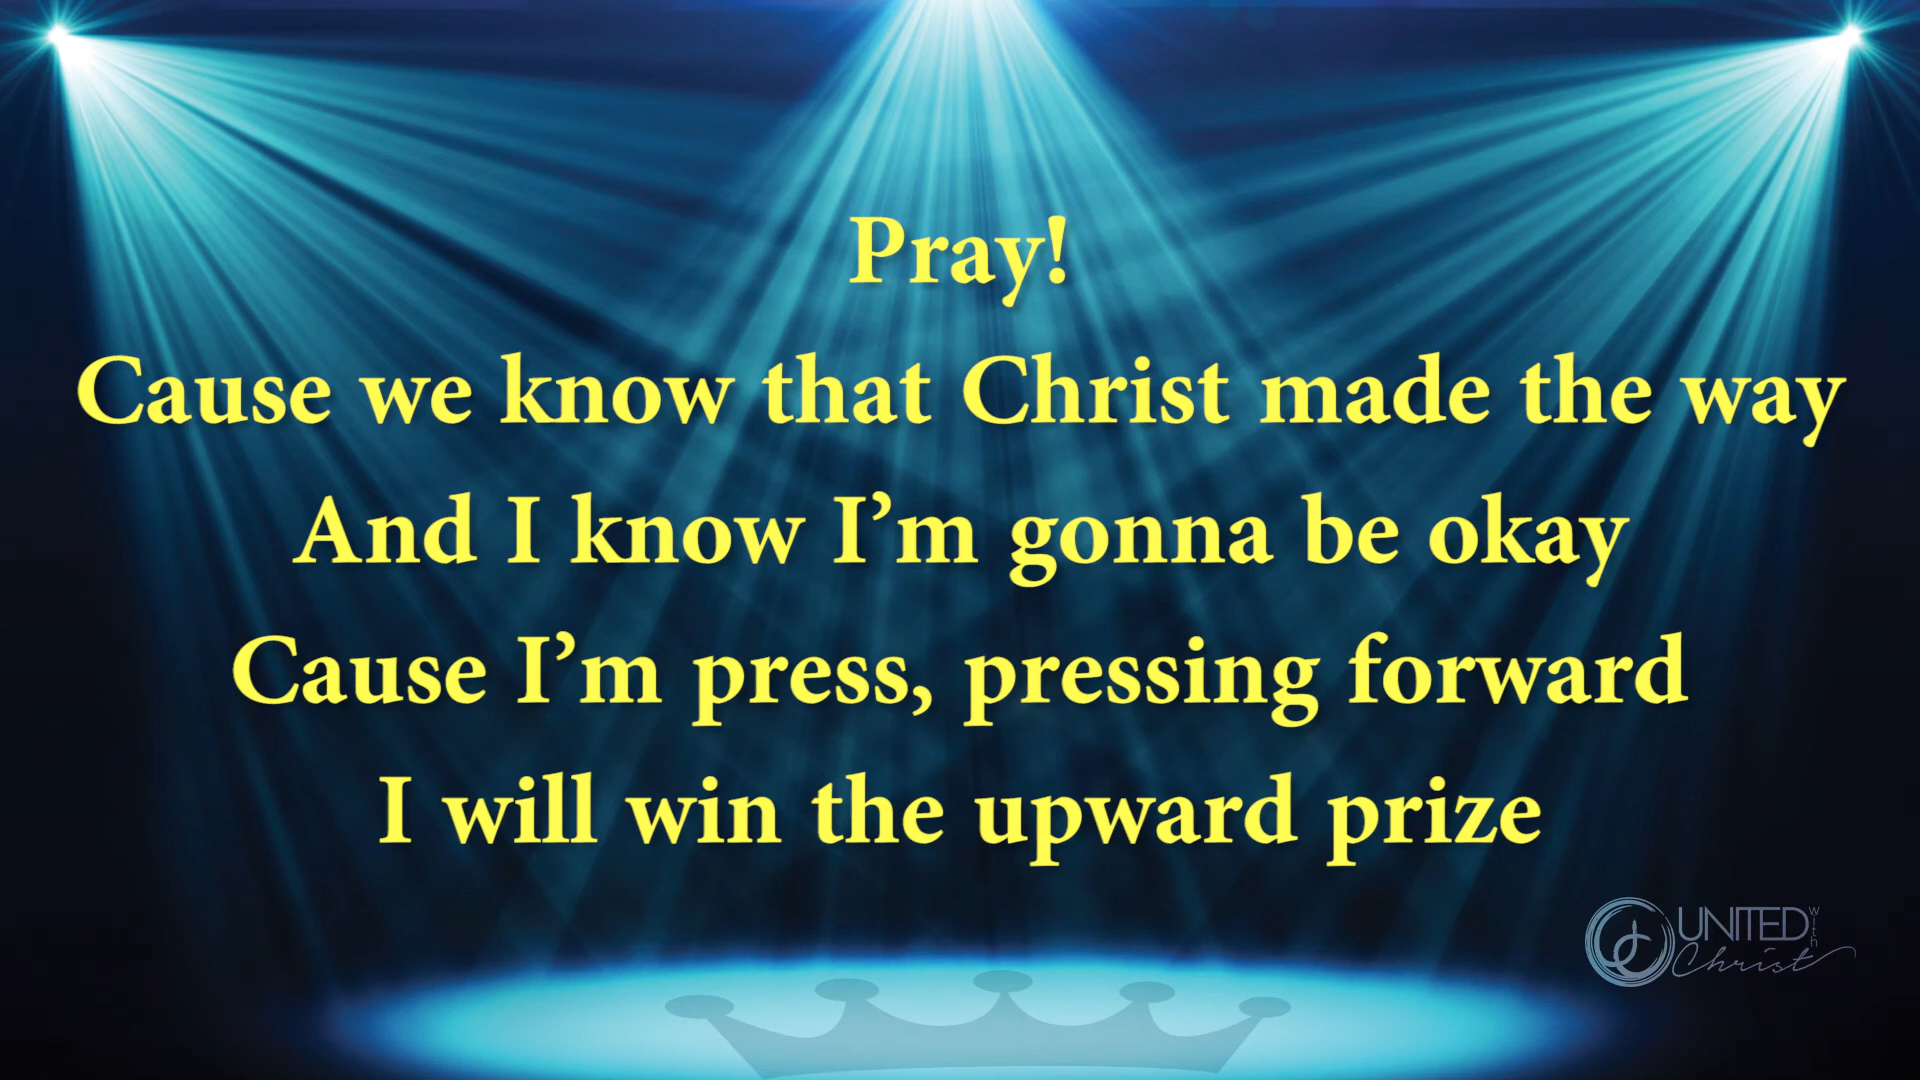 Pray!
Cause we know that Christ made the way
And I know I’m gonna be okay
Cause I’m press, pressing forward
I will win the upward prize
UNITED with
Christ